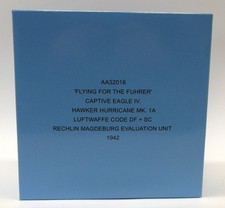 AA32018
'FLYING FOR THE FUHRER'
CAPTIVE EAGLE IV.
HAWKER HURRICANE MK. 1A
LUFTWAFFE CODE DF + SC
RECHLIN MAGDEBURG EVALUATION UNIT
1942